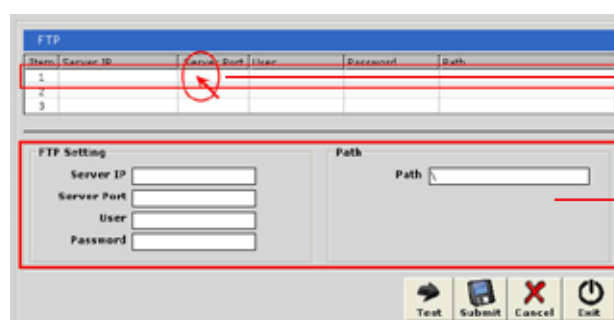 FTP
Item Server IP Server Port User Password Path
1
2
3
FTP Setting
Path
Server IP
Path \
Server Port
User
Password
Test Submit Cancel Exit